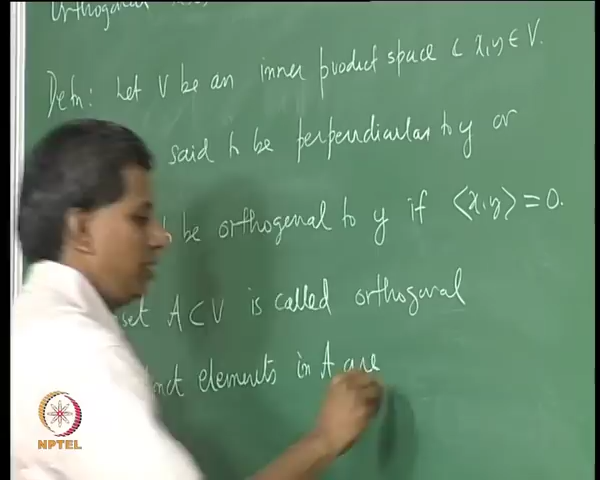 Orthogonal
Defn: Let V be an inner product space & x,y ∈ V.
said to be perpendicular to y or
be orthogonal to y if <x,y> = 0.
set A ⊂ V is called orthogonal
elements in A are
NPTEL